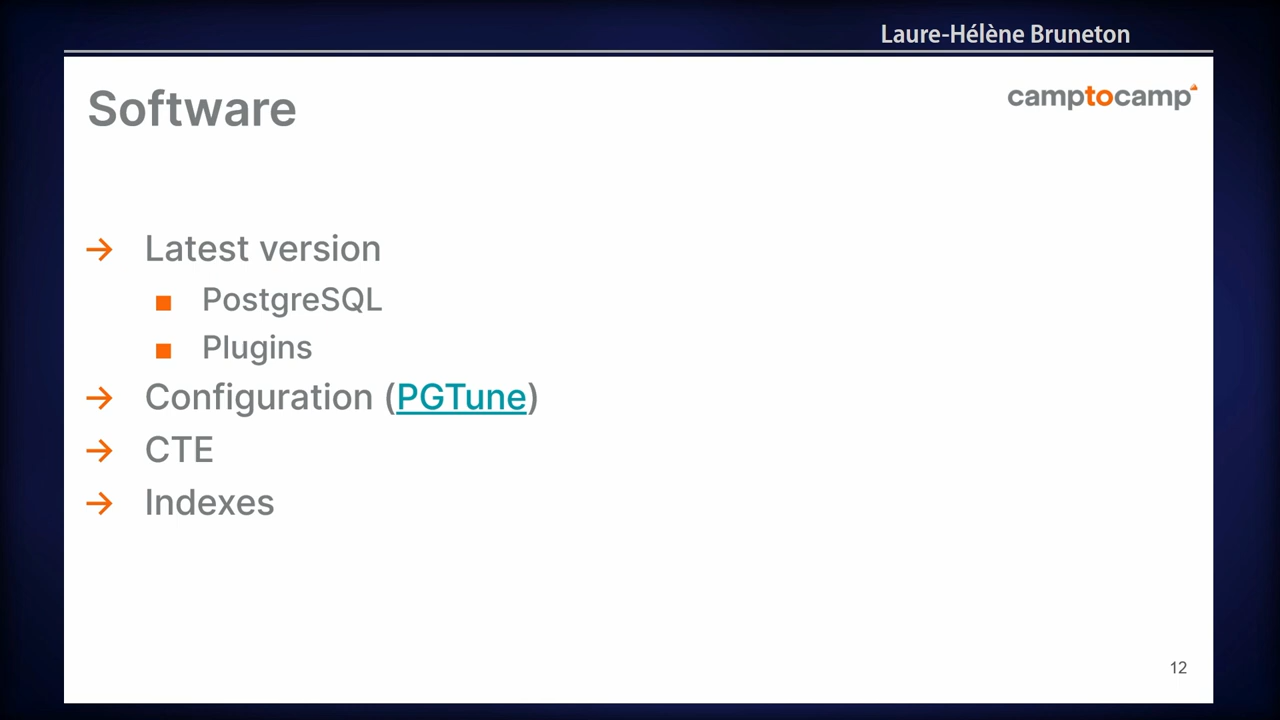 Laure-Hélène Bruneton
Software
camptocamp
→ Latest version
■ PostgreSQL
■ Plugins
→ Configuration (PGTune)
→ CTE
→ Indexes
12